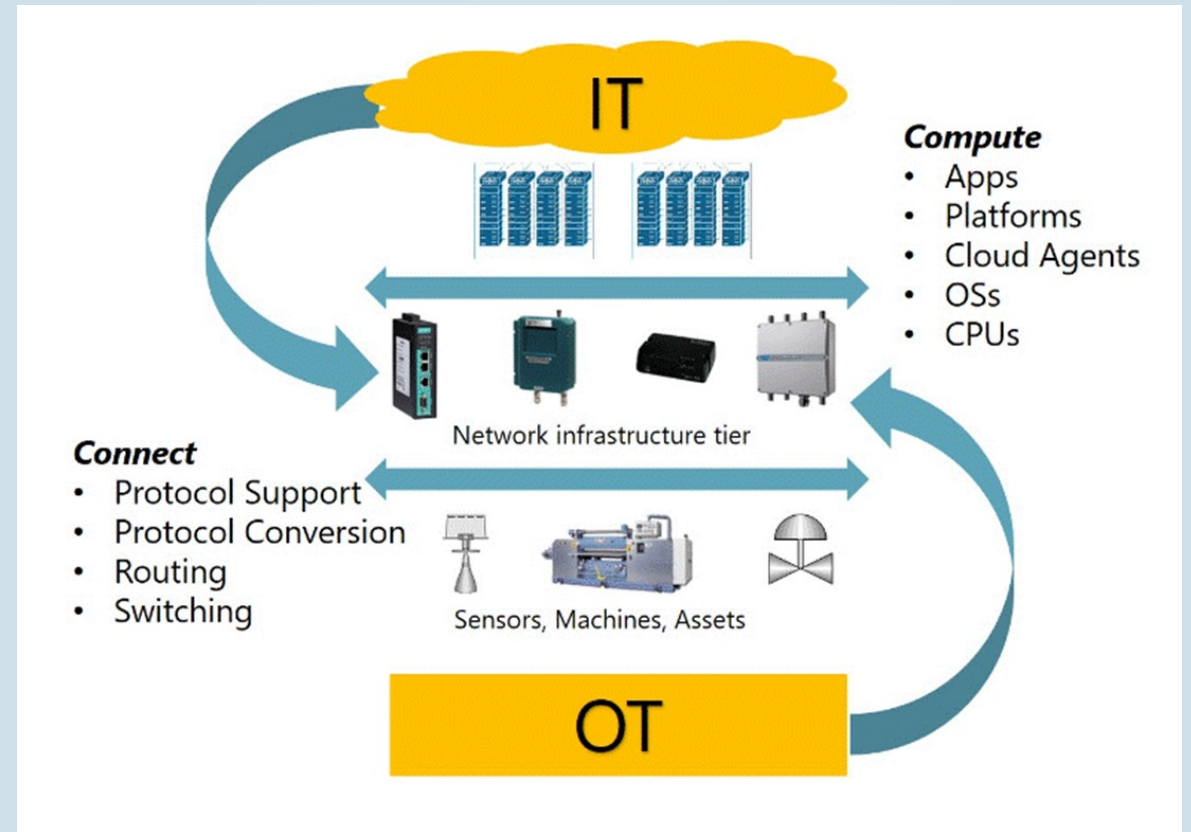 IT
Compute
• Apps
• Platforms
• Cloud Agents
• OSs
• CPUs
Network infrastructure tier
Connect
• Protocol Support
• Protocol Conversion
• Routing
• Switching
Sensors, Machines, Assets
OT